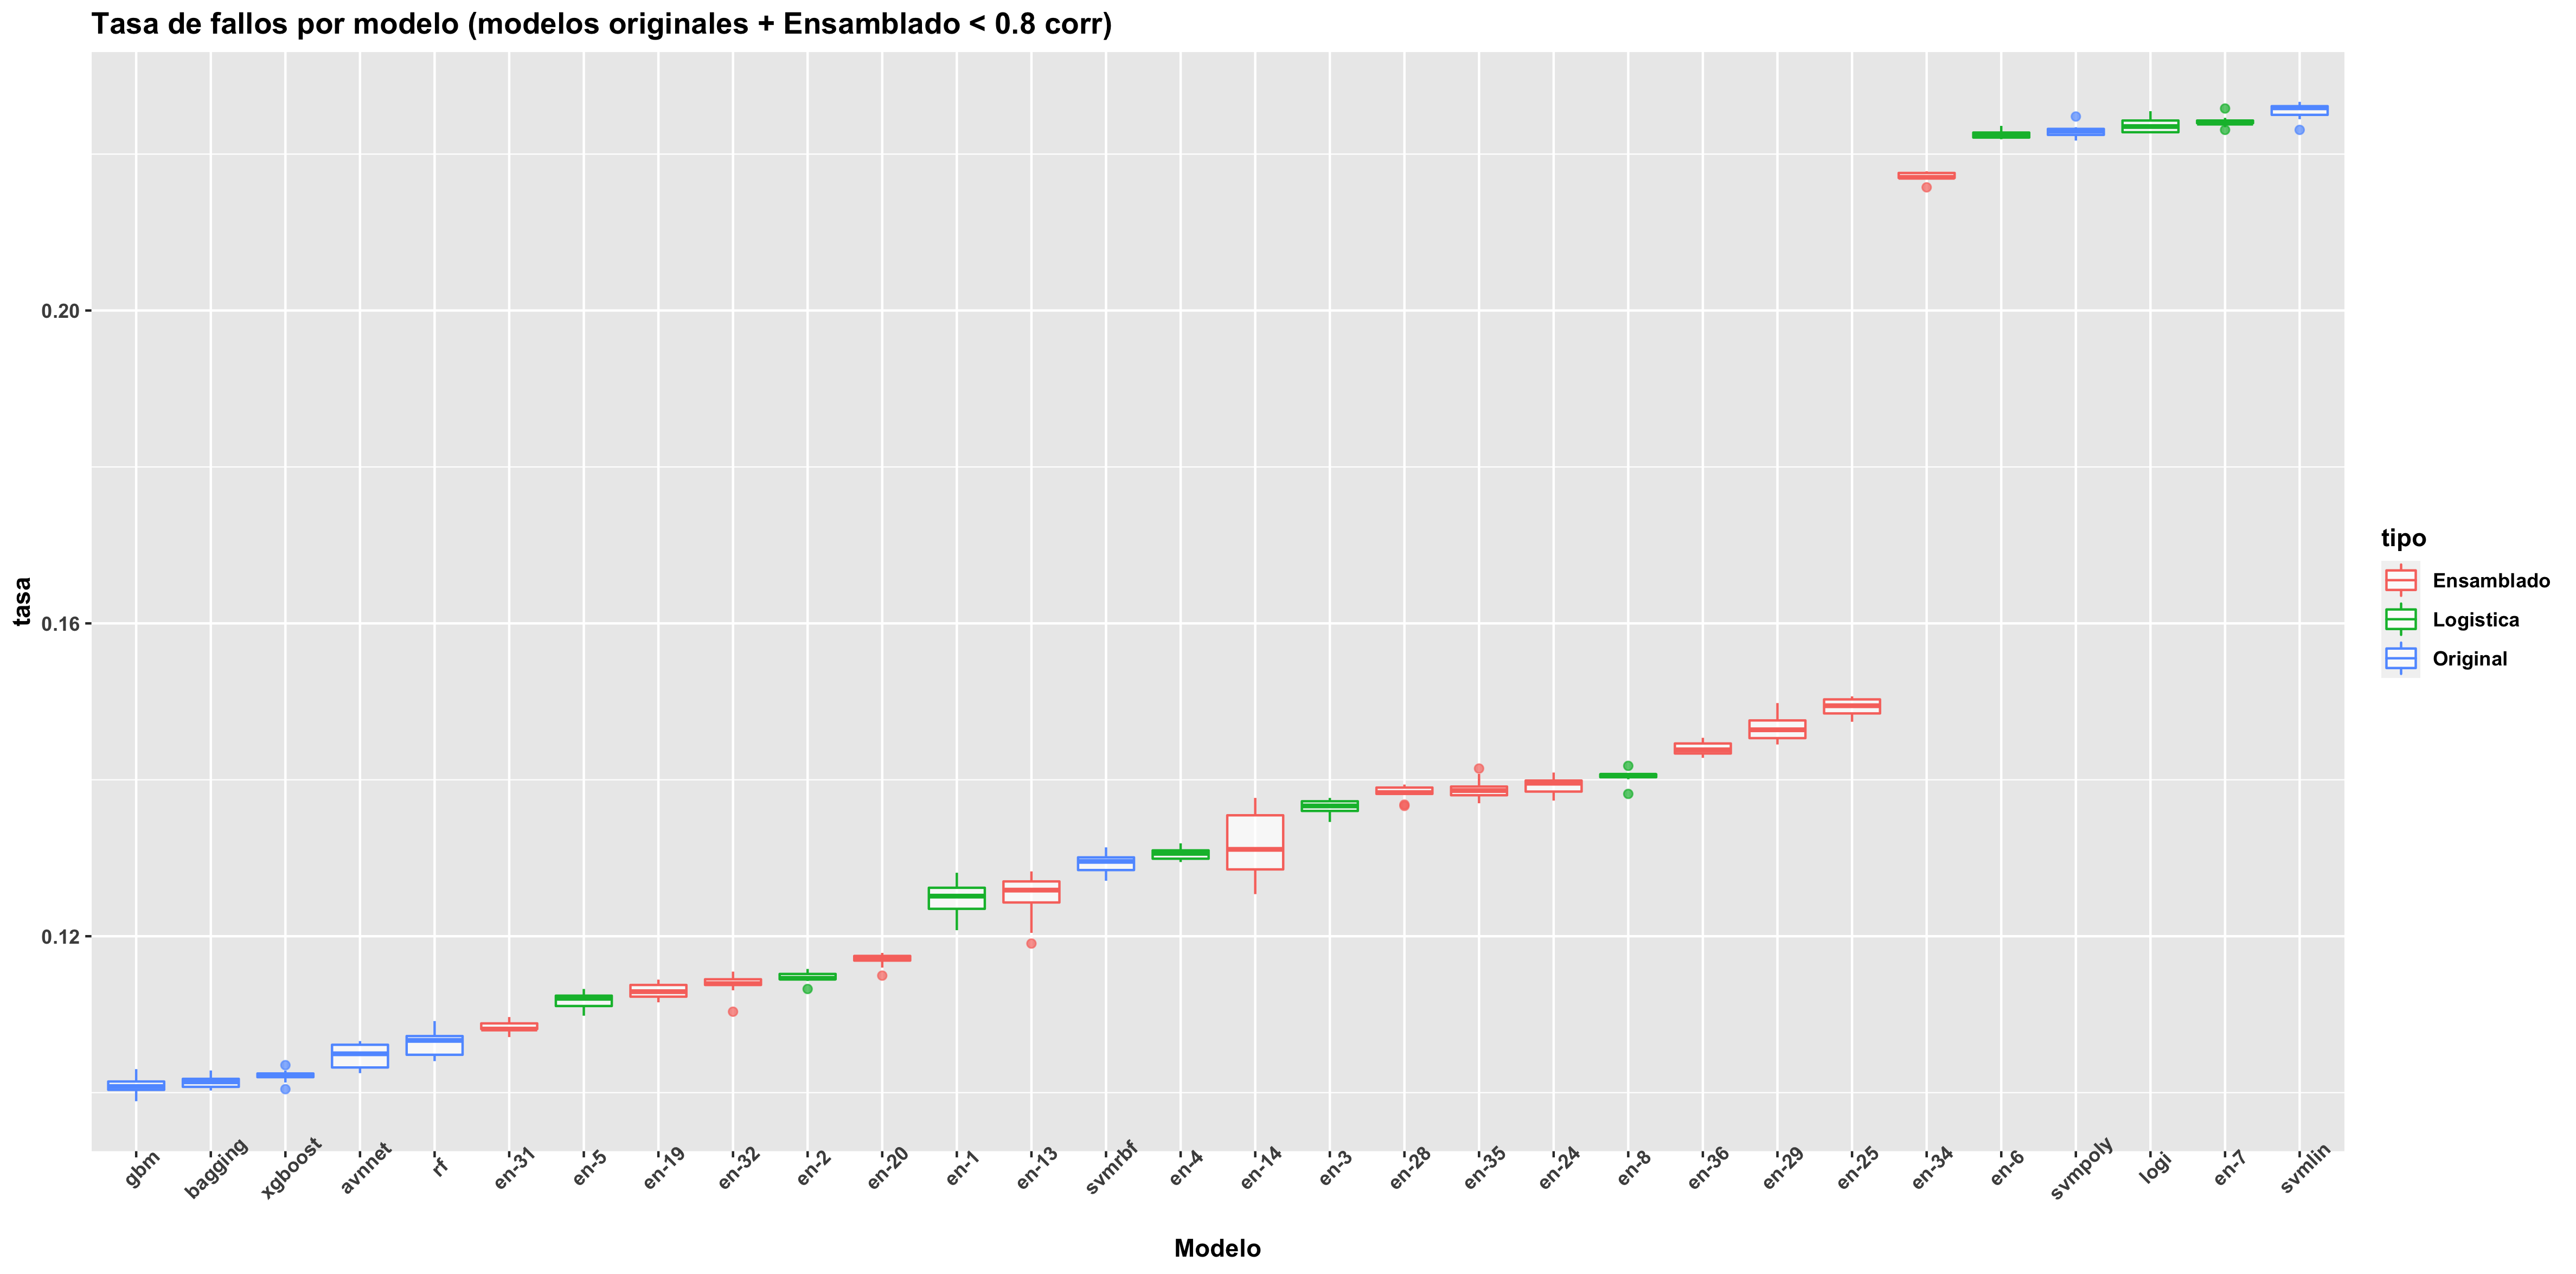 Tasa de fallos por modelo (modelos originales + Ensamblado < 0.8 corr)
tasa
0.20
0.16
0.12
gbm
bagging
xgboost
avnnet
rf
en-31
en-5
en-19
en-32
en-2
en-20
en-1
en-13
svmrbf
en-4
en-14
en-3
en-28
en-35
en-24
en-8
en-36
en-29
en-25
en-34
en-6
svmpoly
logi
en-7
svmlin
Modelo
tipo
Ensamblado
Logistica
Original